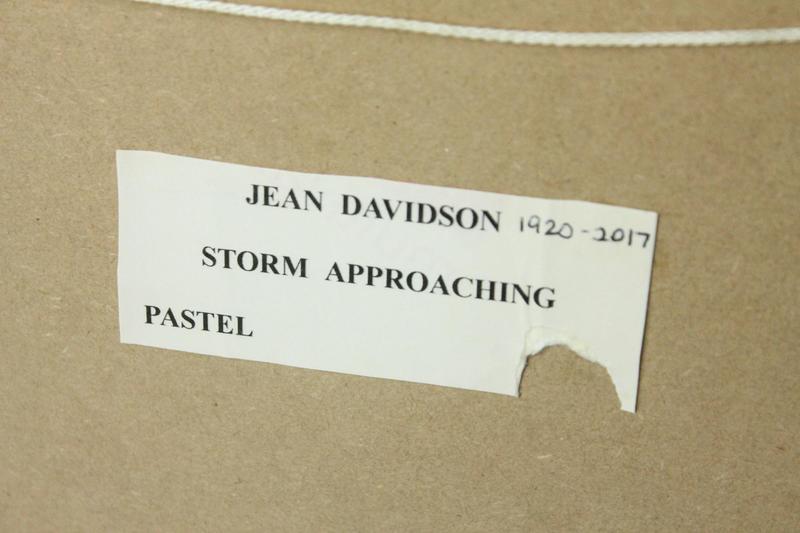 JEAN DAVIDSON 1920-2017
STORM APPROACHING
PASTEL